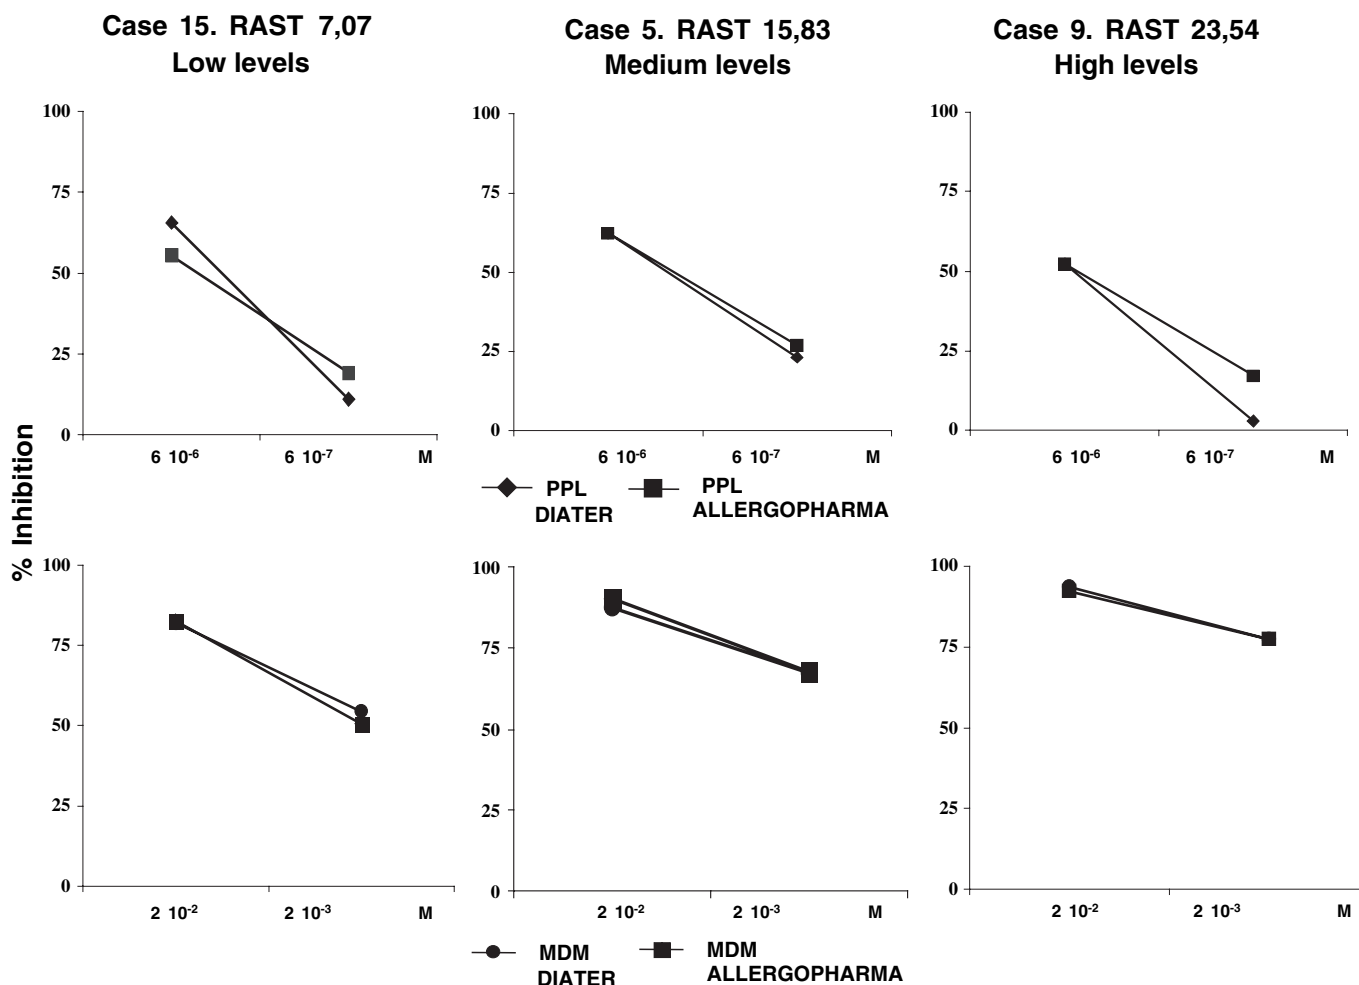 Case 15. RAST 7,07
Low levels
Case 5. RAST 15,83
Medium levels
Case 9. RAST 23,54
High levels
% Inhibition
100
75
50
25
0
6 10⁻⁶ 6 10⁻⁷ M
100
75
50
25
0
6 10⁻⁶ 6 10⁻⁷ M
100
75
50
25
0
6 10⁻⁶ 6 10⁻⁷ M
PPL
DIATER
PPL
ALLERGOPHARMA
100
75
50
25
0
2 10⁻² 2 10⁻³ M
100
75
50
25
0
2 10⁻² 2 10⁻³ M
100
75
50
25
0
2 10⁻² 2 10⁻³ M
MDM
DIATER
MDM
ALLERGOPHARMA